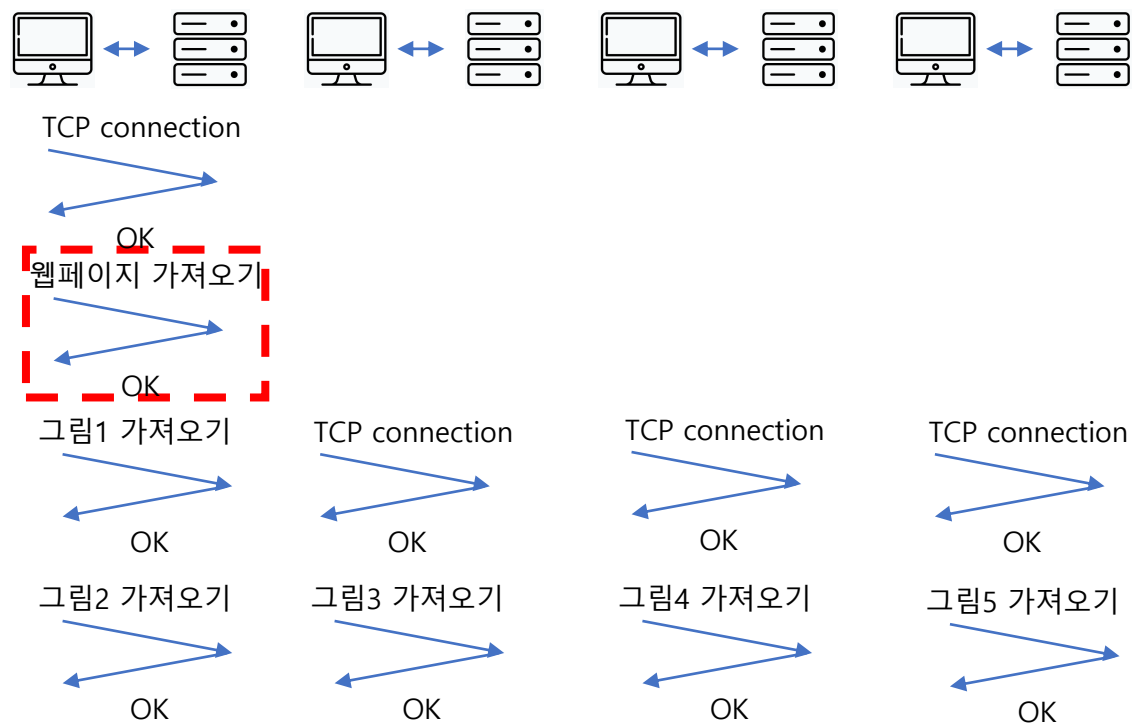 TCP connection
OK
웹페이지 가져오기
OK
그림1 가져오기
TCP connection
TCP connection
TCP connection
OK
OK
OK
OK
그림2 가져오기
그림3 가져오기
그림4 가져오기
그림5 가져오기
OK
OK
OK
OK